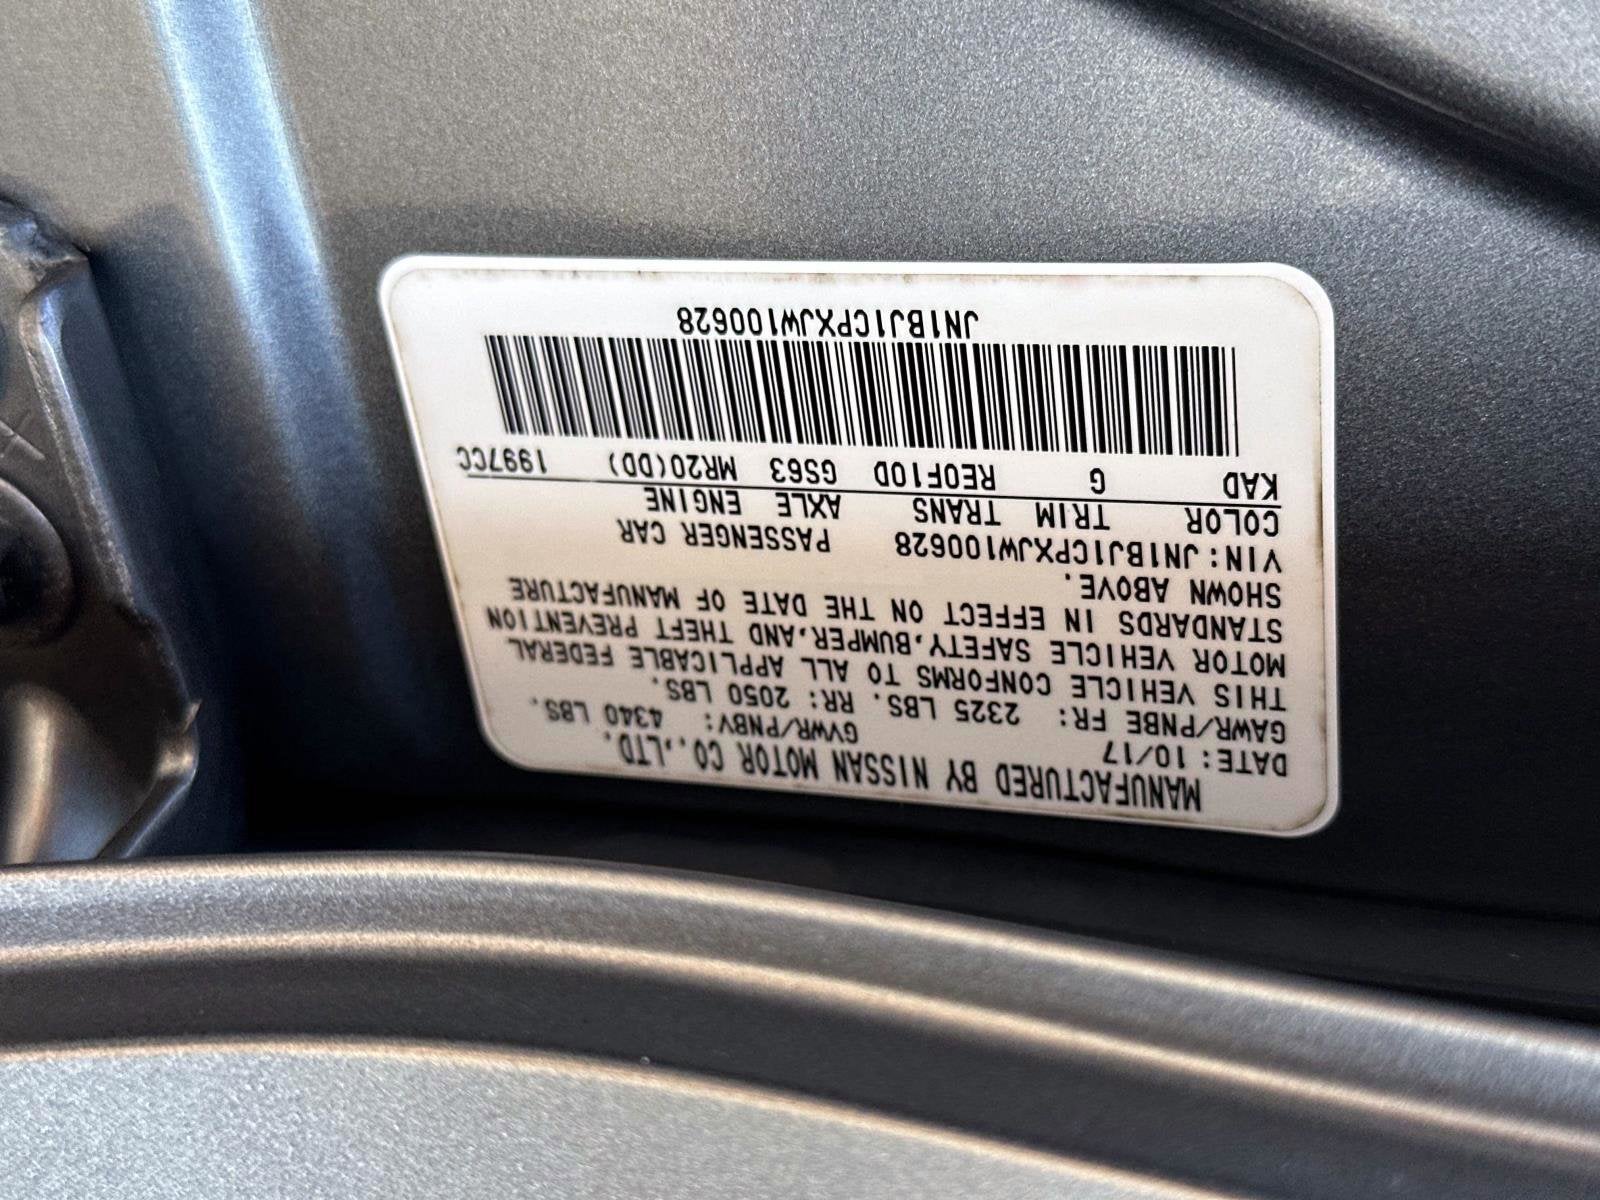 MANUFACTURED BY NISSAN MOTOR CO.,LTD.
DATE: 10/17 GVWR/PNBV: 4340 LBS.
GAWR/PNBE FR: 2325 LBS. RR: 2050 LBS.
THIS VEHICLE CONFORMS TO ALL APPLICABLE FEDERAL
MOTOR VEHICLE SAFETY,BUMPER,AND THEFT PREVENTION
STANDARDS IN EFFECT ON THE DATE OF MANUFACTURE
SHOWN ABOVE.
VIN:JN1BJ1CPXJW100628 PASSENGER CAR
COLOR TRIM TRANS AXLE ENGINE
KAD G RE0F10D GS63 MR20(DD) 1997CC
JN1BJ1CPXJW100628